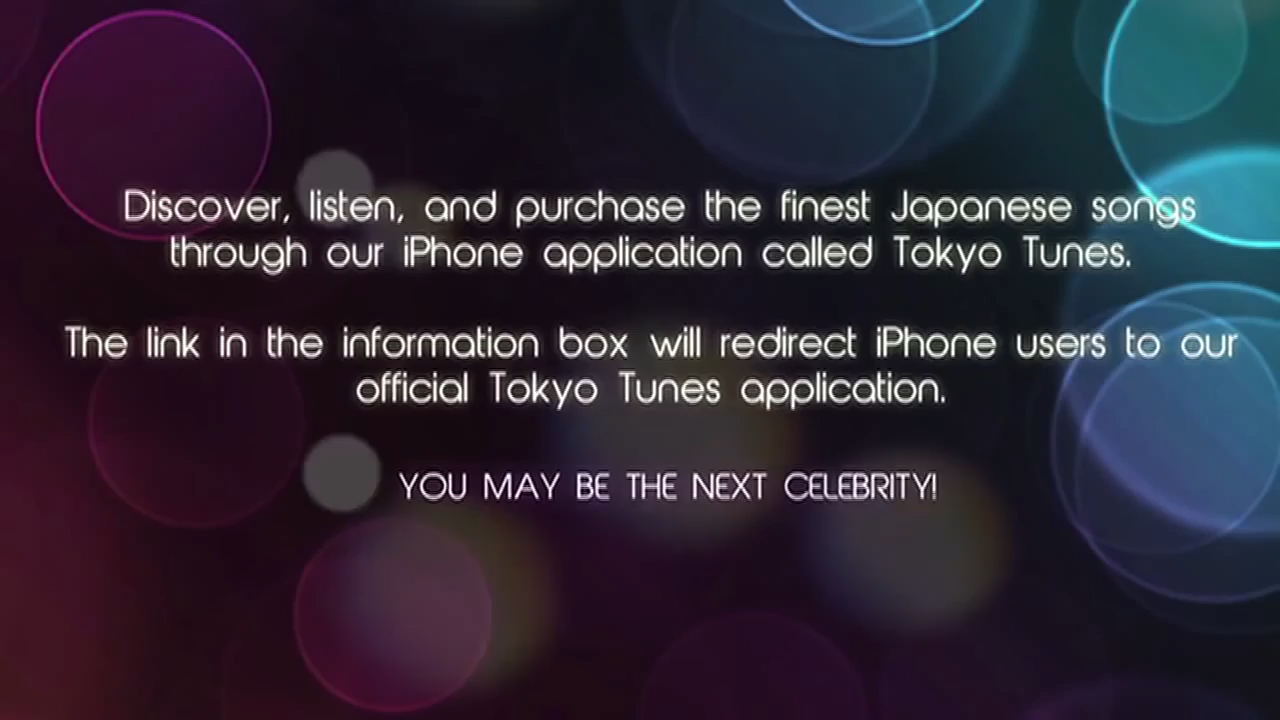 Discover, listen, and purchase the finest Japanese songs
through our iPhone application called Tokyo Tunes.
The link in the information box will redirect iPhone users to our
official Tokyo Tunes application.
YOU MAY BE THE NEXT CELEBRITY!